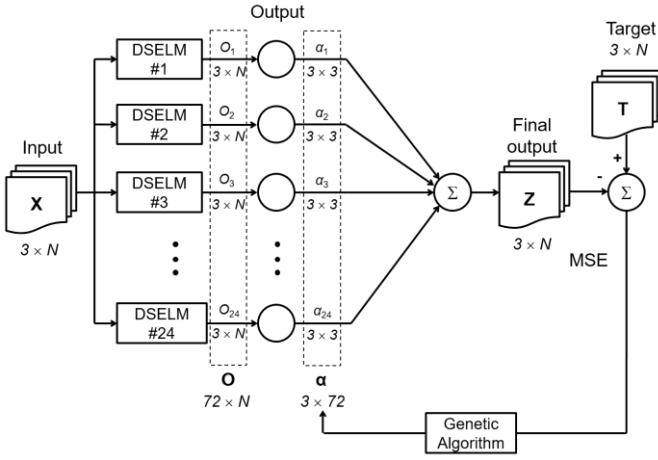 Output
Target
3 × N
DSELM
#1
O1
3 × N
α1
3 × 3
DSELM
#2
O2
3 × N
α2
3 × 3
T
Input
Final
output
+
X
DSELM
#3
O3
3 × N
α3
3 × 3
Σ
Z
-
Σ
3 × N
3 × N
MSE
DSELM
#24
O24
3 × N
α24
3 × 3
O
72 × N
α
3 × 72
Genetic
Algorithm